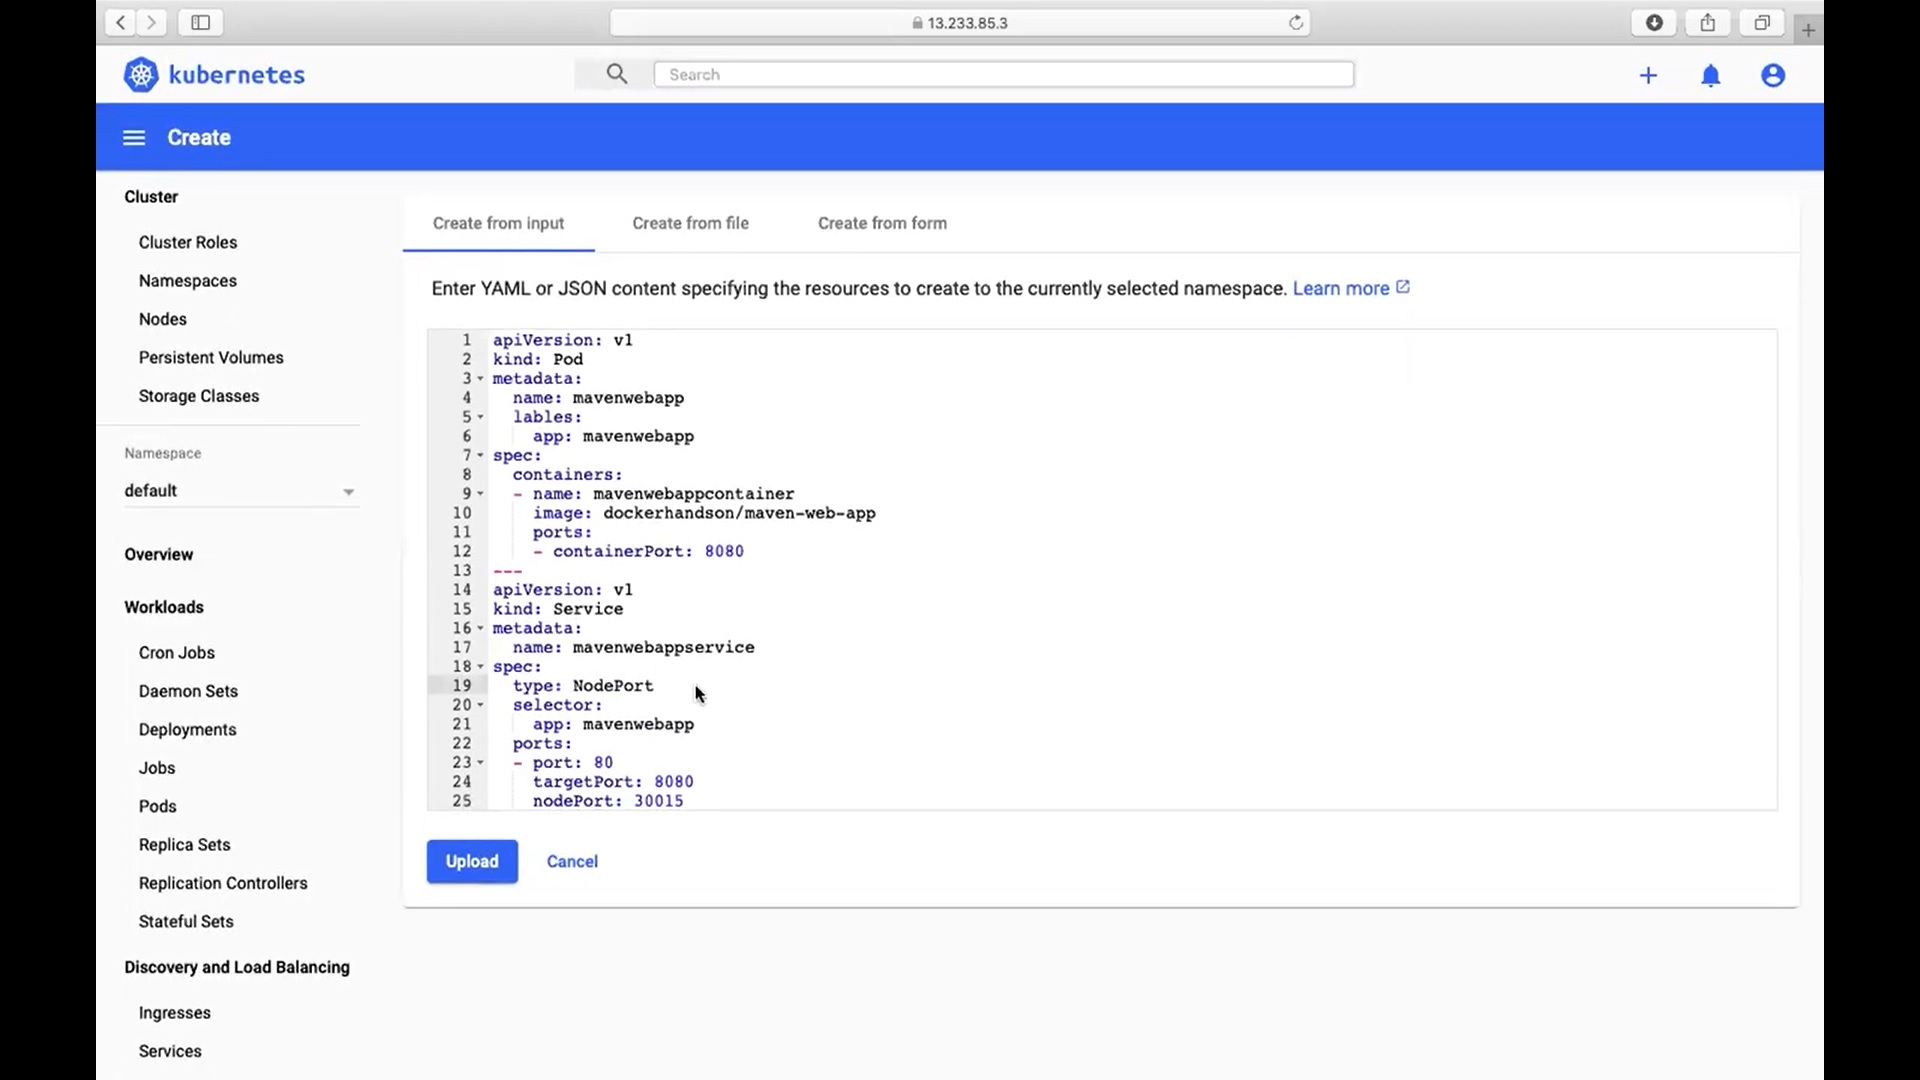 13.233.85.3
kubernetes
Search
Create
Cluster
Cluster Roles
Namespaces
Nodes
Persistent Volumes
Storage Classes
Namespace
default
Overview
Workloads
Cron Jobs
Daemon Sets
Deployments
Jobs
Pods
Replica Sets
Replication Controllers
Stateful Sets
Discovery and Load Balancing
Ingresses
Services
Create from input
Create from file
Create from form
Enter YAML or JSON content specifying the resources to create to the currently selected namespace. Learn more
1 apiVersion: v1
2 kind: Pod
3 metadata:
4   name: mavenwebapp
5   lables:
6     app: mavenwebapp
7 spec:
8   containers:
9   - name: mavenwebappcontainer
10     image: dockerhandson/maven-web-app
11     ports:
12     - containerPort: 8080
13 ---
14 apiVersion: v1
15 kind: Service
16 metadata:
17   name: mavenwebappservice
18 spec:
19   type: NodePort
20   selector:
21     app: mavenwebapp
22   ports:
23   - port: 80
24     targetPort: 8080
25     nodePort: 30015
Upload
Cancel